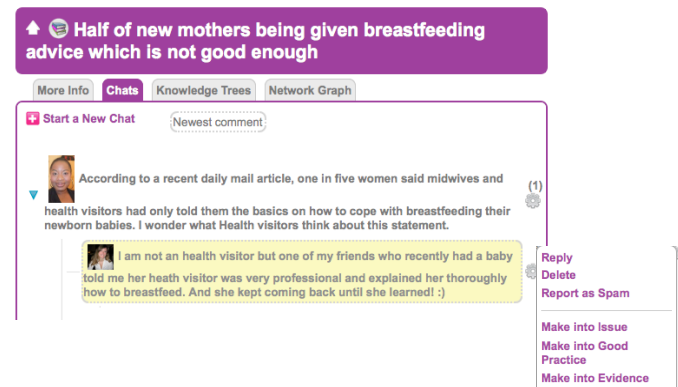 Half of new mothers being given breastfeeding
advice which is not good enough
More Info
Chats
Knowledge Trees
Network Graph
Start a New Chat
Newest comment
According to a recent daily mail article, one in five women said midwives and
(1)
health visitors had only told them the basics on how to cope with breastfeeding their
newborn babies. I wonder what Health visitors think about this statement.
I am not an health visitor but one of my friends who recently had a baby
told me her heath visitor was very professional and explained her thoroughly
how to breastfeed. And she kept coming back until she learned! :)
Reply
Delete
Report as Spam
Make into Issue
Make into Good
Practice
Make into Evidence